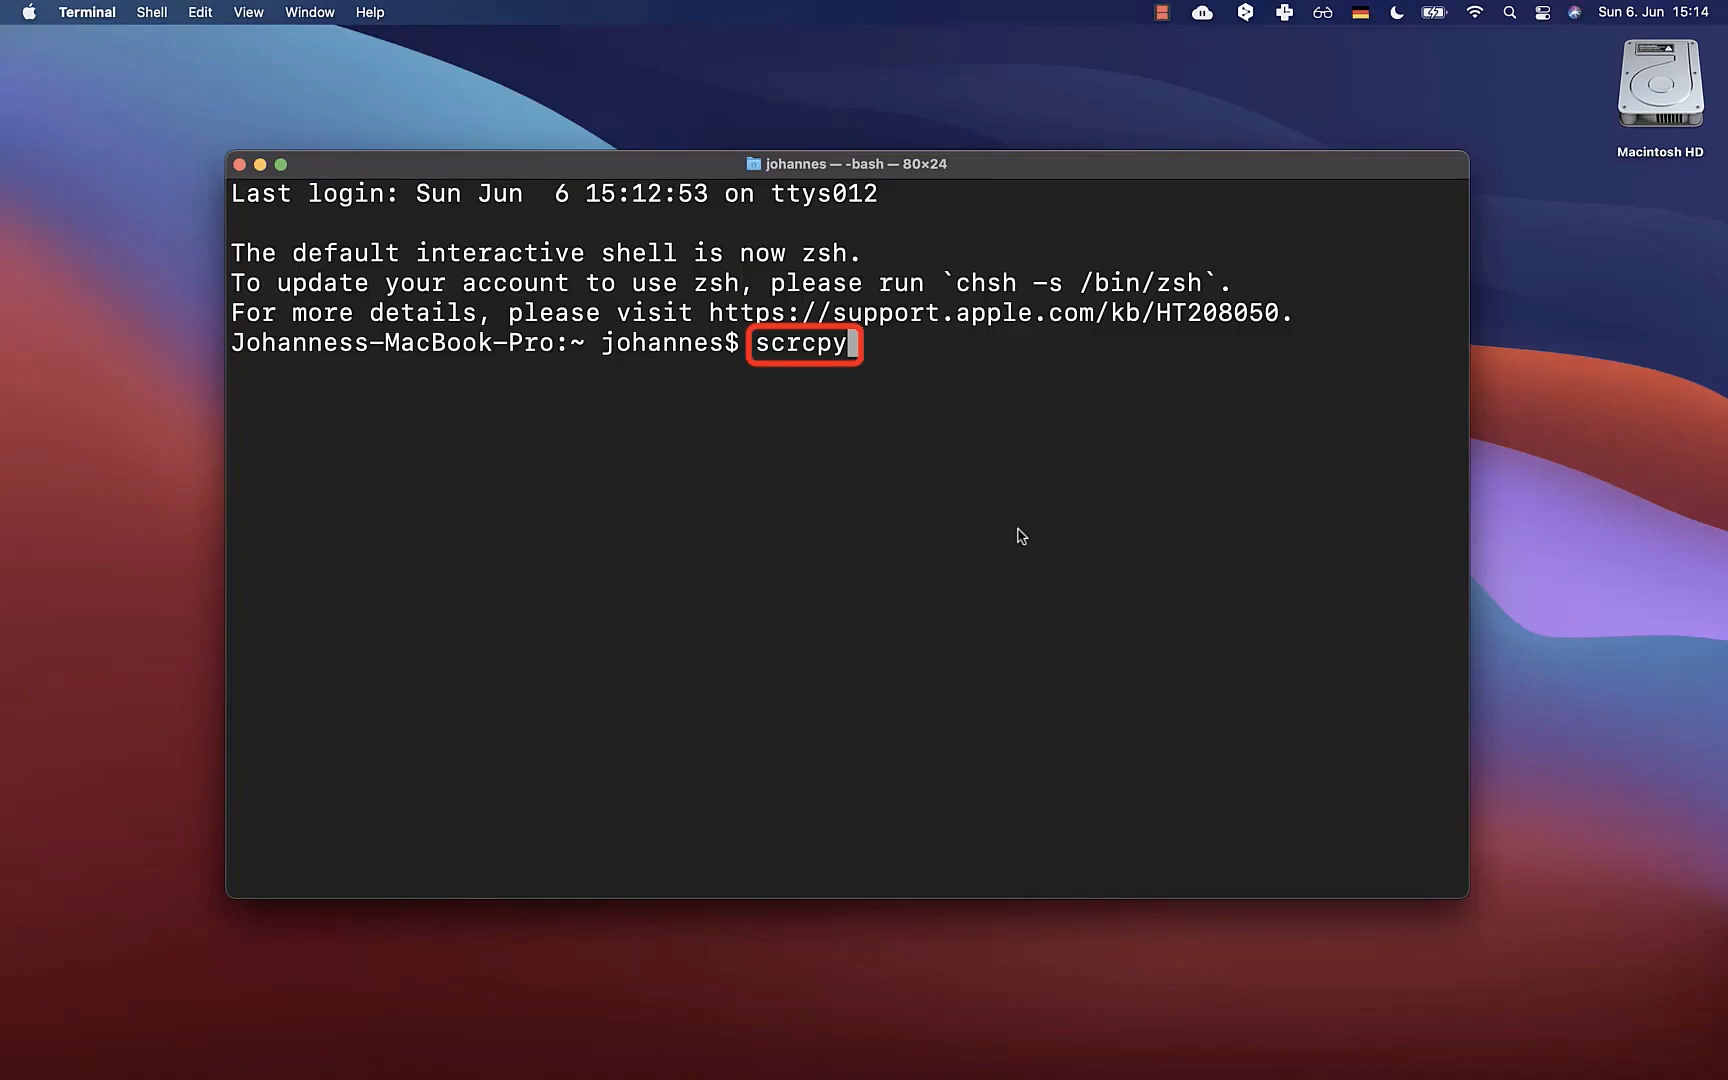 Terminal Shell Edit View Window Help Sun 6. Jun 15:14
Macintosh HD
johannes — -bash — 80×24
Last login: Sun Jun  6 15:12:53 on ttys012
The default interactive shell is now zsh.
To update your account to use zsh, please run `chsh -s /bin/zsh`.
For more details, please visit https://support.apple.com/kb/HT208050.
Johanness-MacBook-Pro:~ johannes$ scrcpy